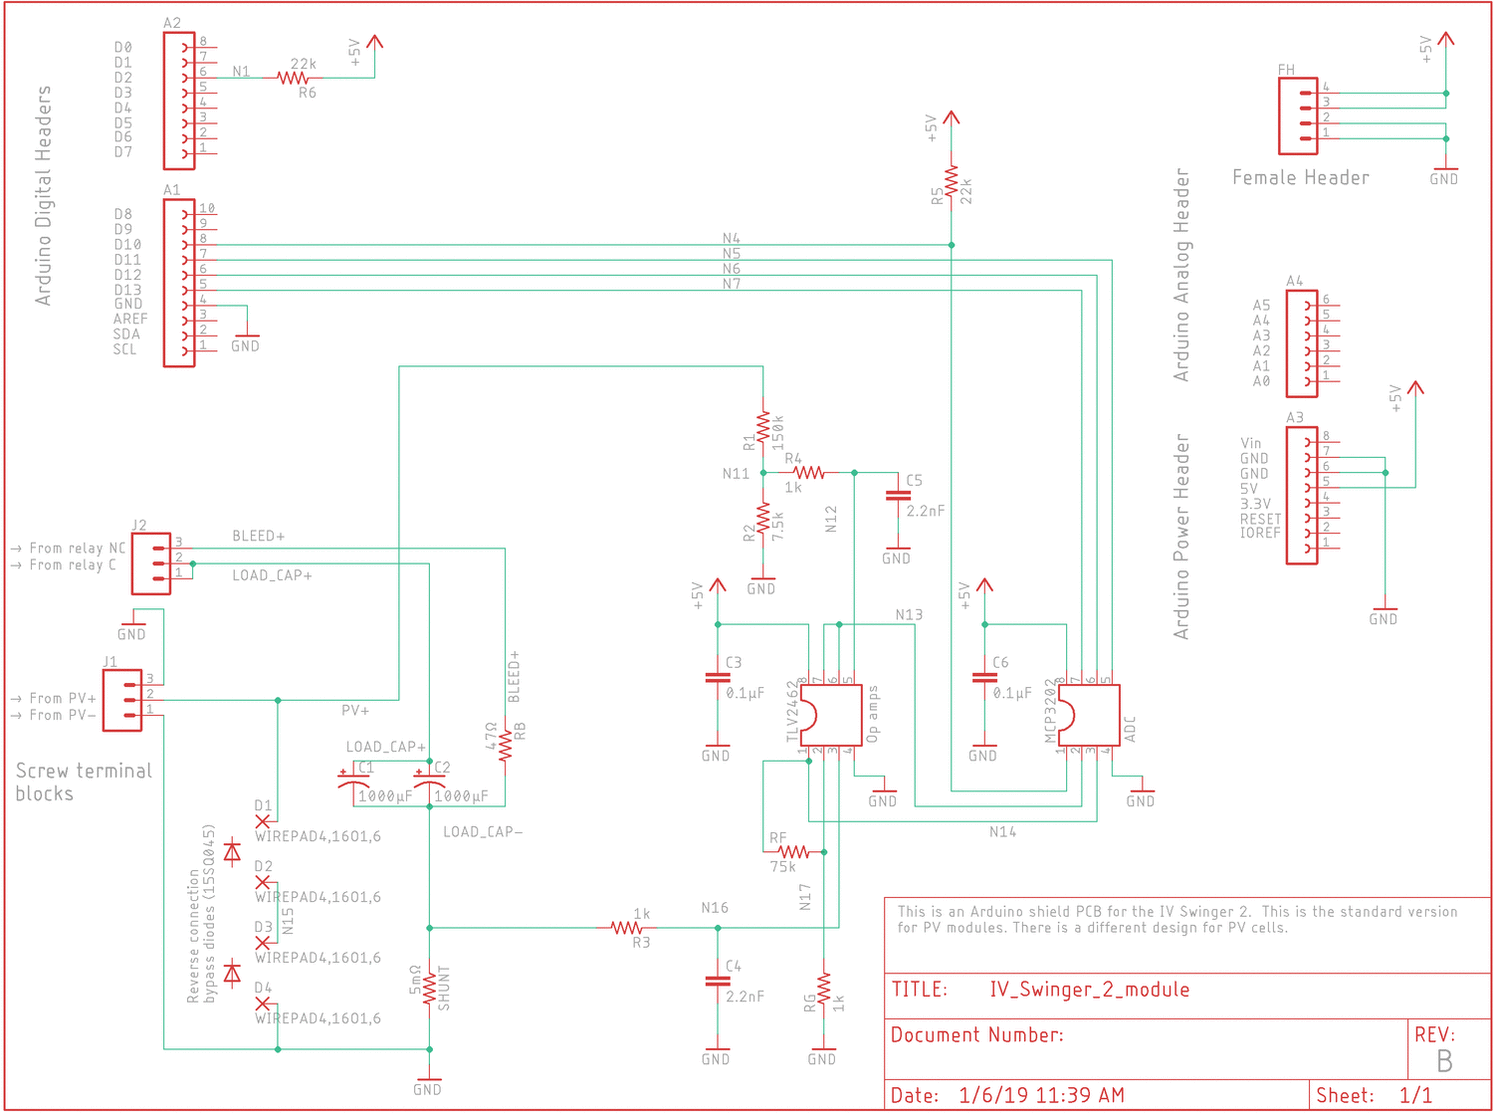 A2
D0 8
D1 7
D2 6 N1
D3 5
D4 4
D5 3
D6 2
D7 1
22k
R6
+5V
Arduino Digital Headers
A1
D8 10
D9 9
D10 8
D11 7
D12 6
D13 5
GND 4
AREF 3
SDA 2
SCL 1
GND
N4
N5
N6
N7
+5V
R5
22k
FH
4
3
2
1
+5V
GND
Female Header
Arduino Analog Header
A4
A5 6
A4 5
A3 4
A2 3
A1 2
A0 1
Arduino Power Header
A3
Vin 8
GND 7
GND 6
5V 5
3.3V 4
RESET 3
IOREF 2
1
+5V
GND
R1
150k
N11
R4
1k
R2
7.5k
GND
N12
C5
2.2nF
GND
J2
→ From relay NC 3
→ From relay C 2
1
BLEED+
LOAD_CAP+
GND
J1
3
→ From PV+ 2
→ From PV- 1
PV+
Screw terminal
blocks
BLEED+
47Ω
RB
LOAD_CAP+
C1
1000µF
C2
1000µF
LOAD_CAP-
+5V
C3
0.1µF
GND
N13
8 7 6 5
TLV2462
Op amps
1 2 3 4
GND
+5V
C6
0.1µF
GND
8 7 6 5
MCP3202
ADC
1 2 3 4
GND
N14
RF
75k
N17
D1
WIREPAD4,16O1,6
D2
WIREPAD4,16O1,6
N15
D3
WIREPAD4,16O1,6
D4
WIREPAD4,16O1,6
Reverse connection
bypass diodes (15SQ045)
1k
R3
N16
5mΩ
SHUNT
GND
C4
2.2nF
GND
RG
1k
GND
This is an Arduino shield PCB for the IV Swinger 2. This is the standard version
for PV modules. There is a different design for PV cells.
TITLE: IV_Swinger_2_module
Document Number:
REV:
B
Date: 1/6/19 11:39 AM
Sheet: 1/1